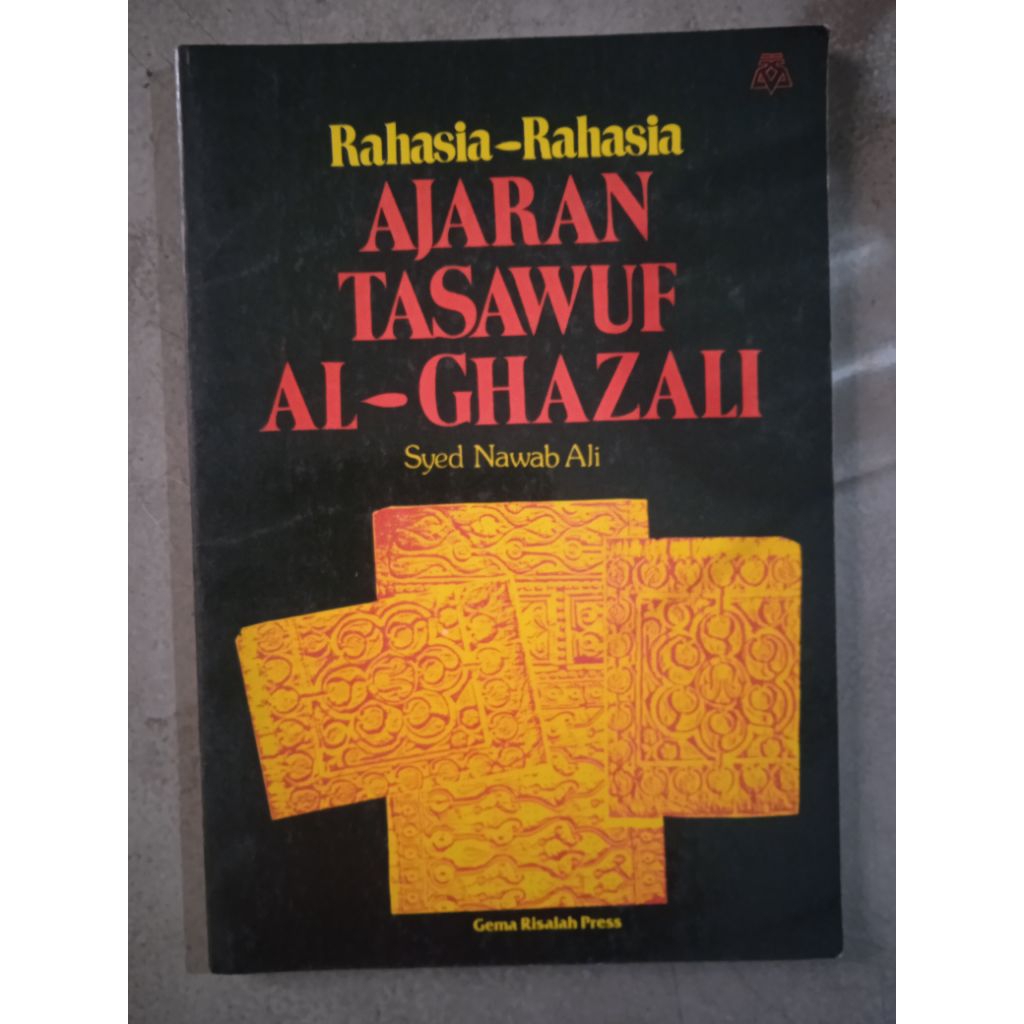 Rahasia-Rahasia
AJARAN
TASAWUF
AL-GHAZALI
Syed Nawab Ali
Gema Risalah Press